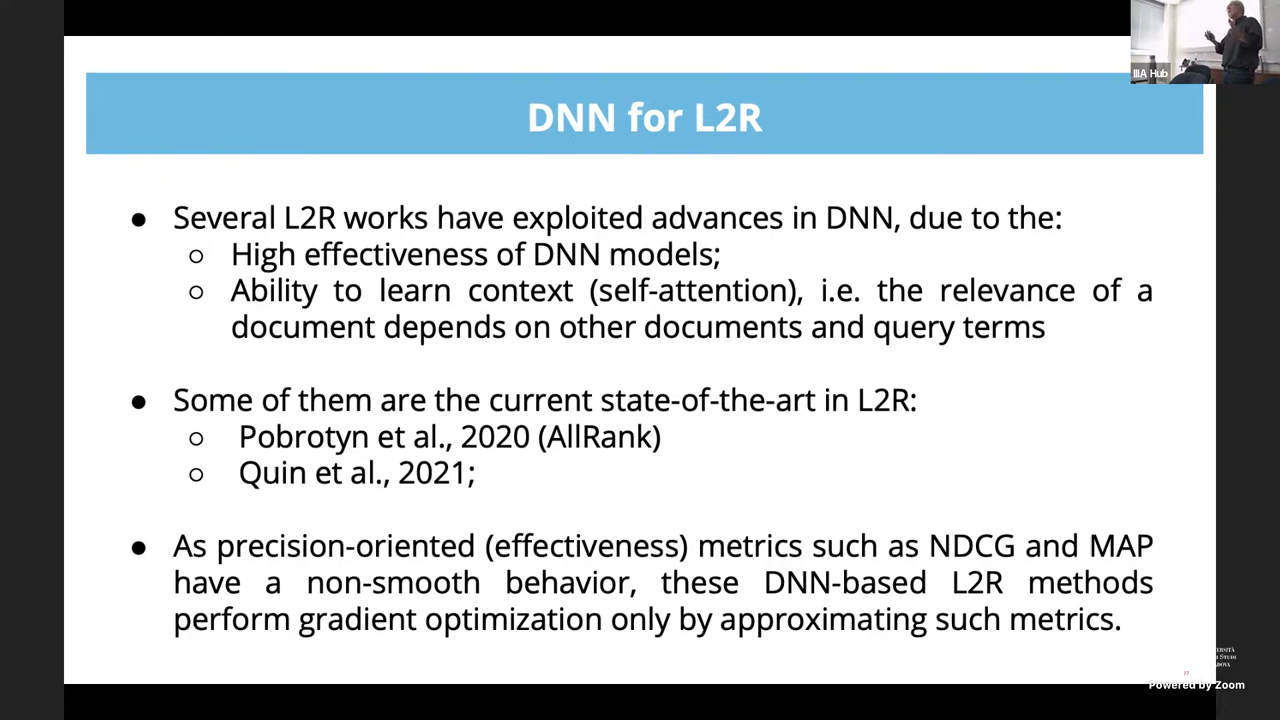 IIIA Hub
DNN for L2R
● Several L2R works have exploited advances in DNN, due to the:
○ High effectiveness of DNN models;
○ Ability to learn context (self-attention), i.e. the relevance of a
document depends on other documents and query terms
● Some of them are the current state-of-the-art in L2R:
○ Pobrotyn et al., 2020 (AllRank)
○ Quin et al., 2021;
● As precision-oriented (effectiveness) metrics such as NDCG and MAP
have a non-smooth behavior, these DNN-based L2R methods
perform gradient optimization only by approximating such metrics.
Powered by Zoom